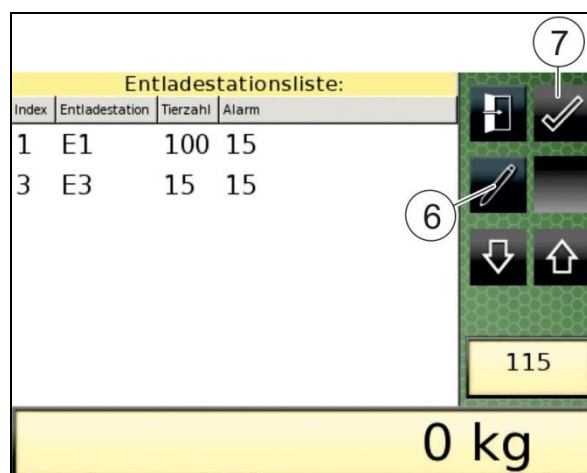 7
Entladestationsliste:
Index Entladestation Tierzahl Alarm
1 E1 100 15
3 E3 15 15
6
115
0 kg